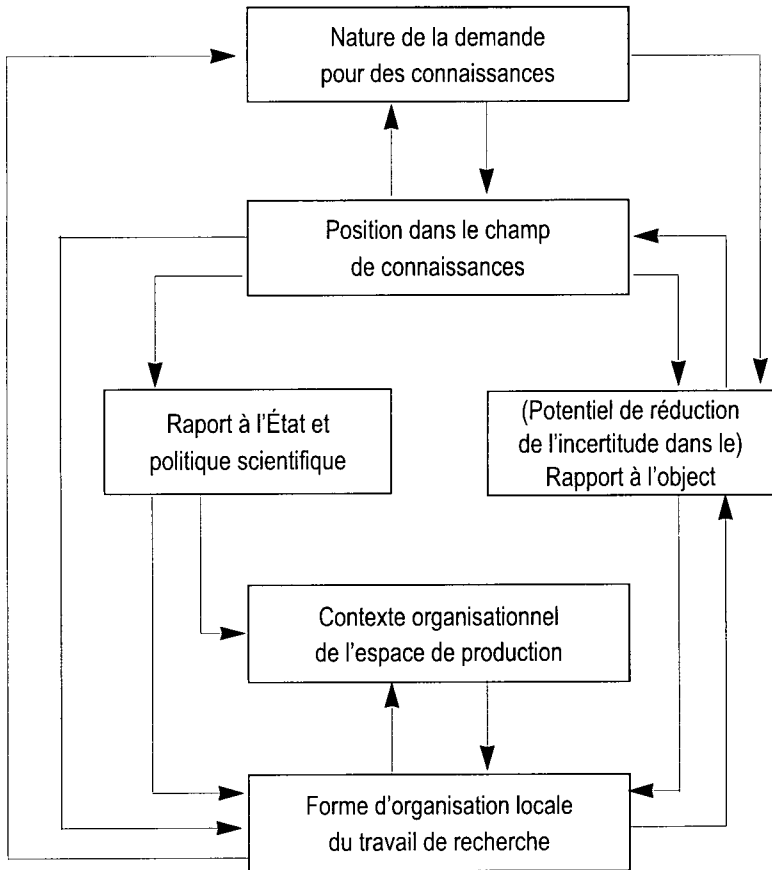 Nature de la demande
pour des connaissances
Position dans le champ
de connaissances
Raport à l'État et
politique scientifique
(Potentiel de réduction
de l'incertitude dans le)
Rapport à l'object
Contexte organisationnel
de l'espace de production
Forme d'organisation locale
du travail de recherche